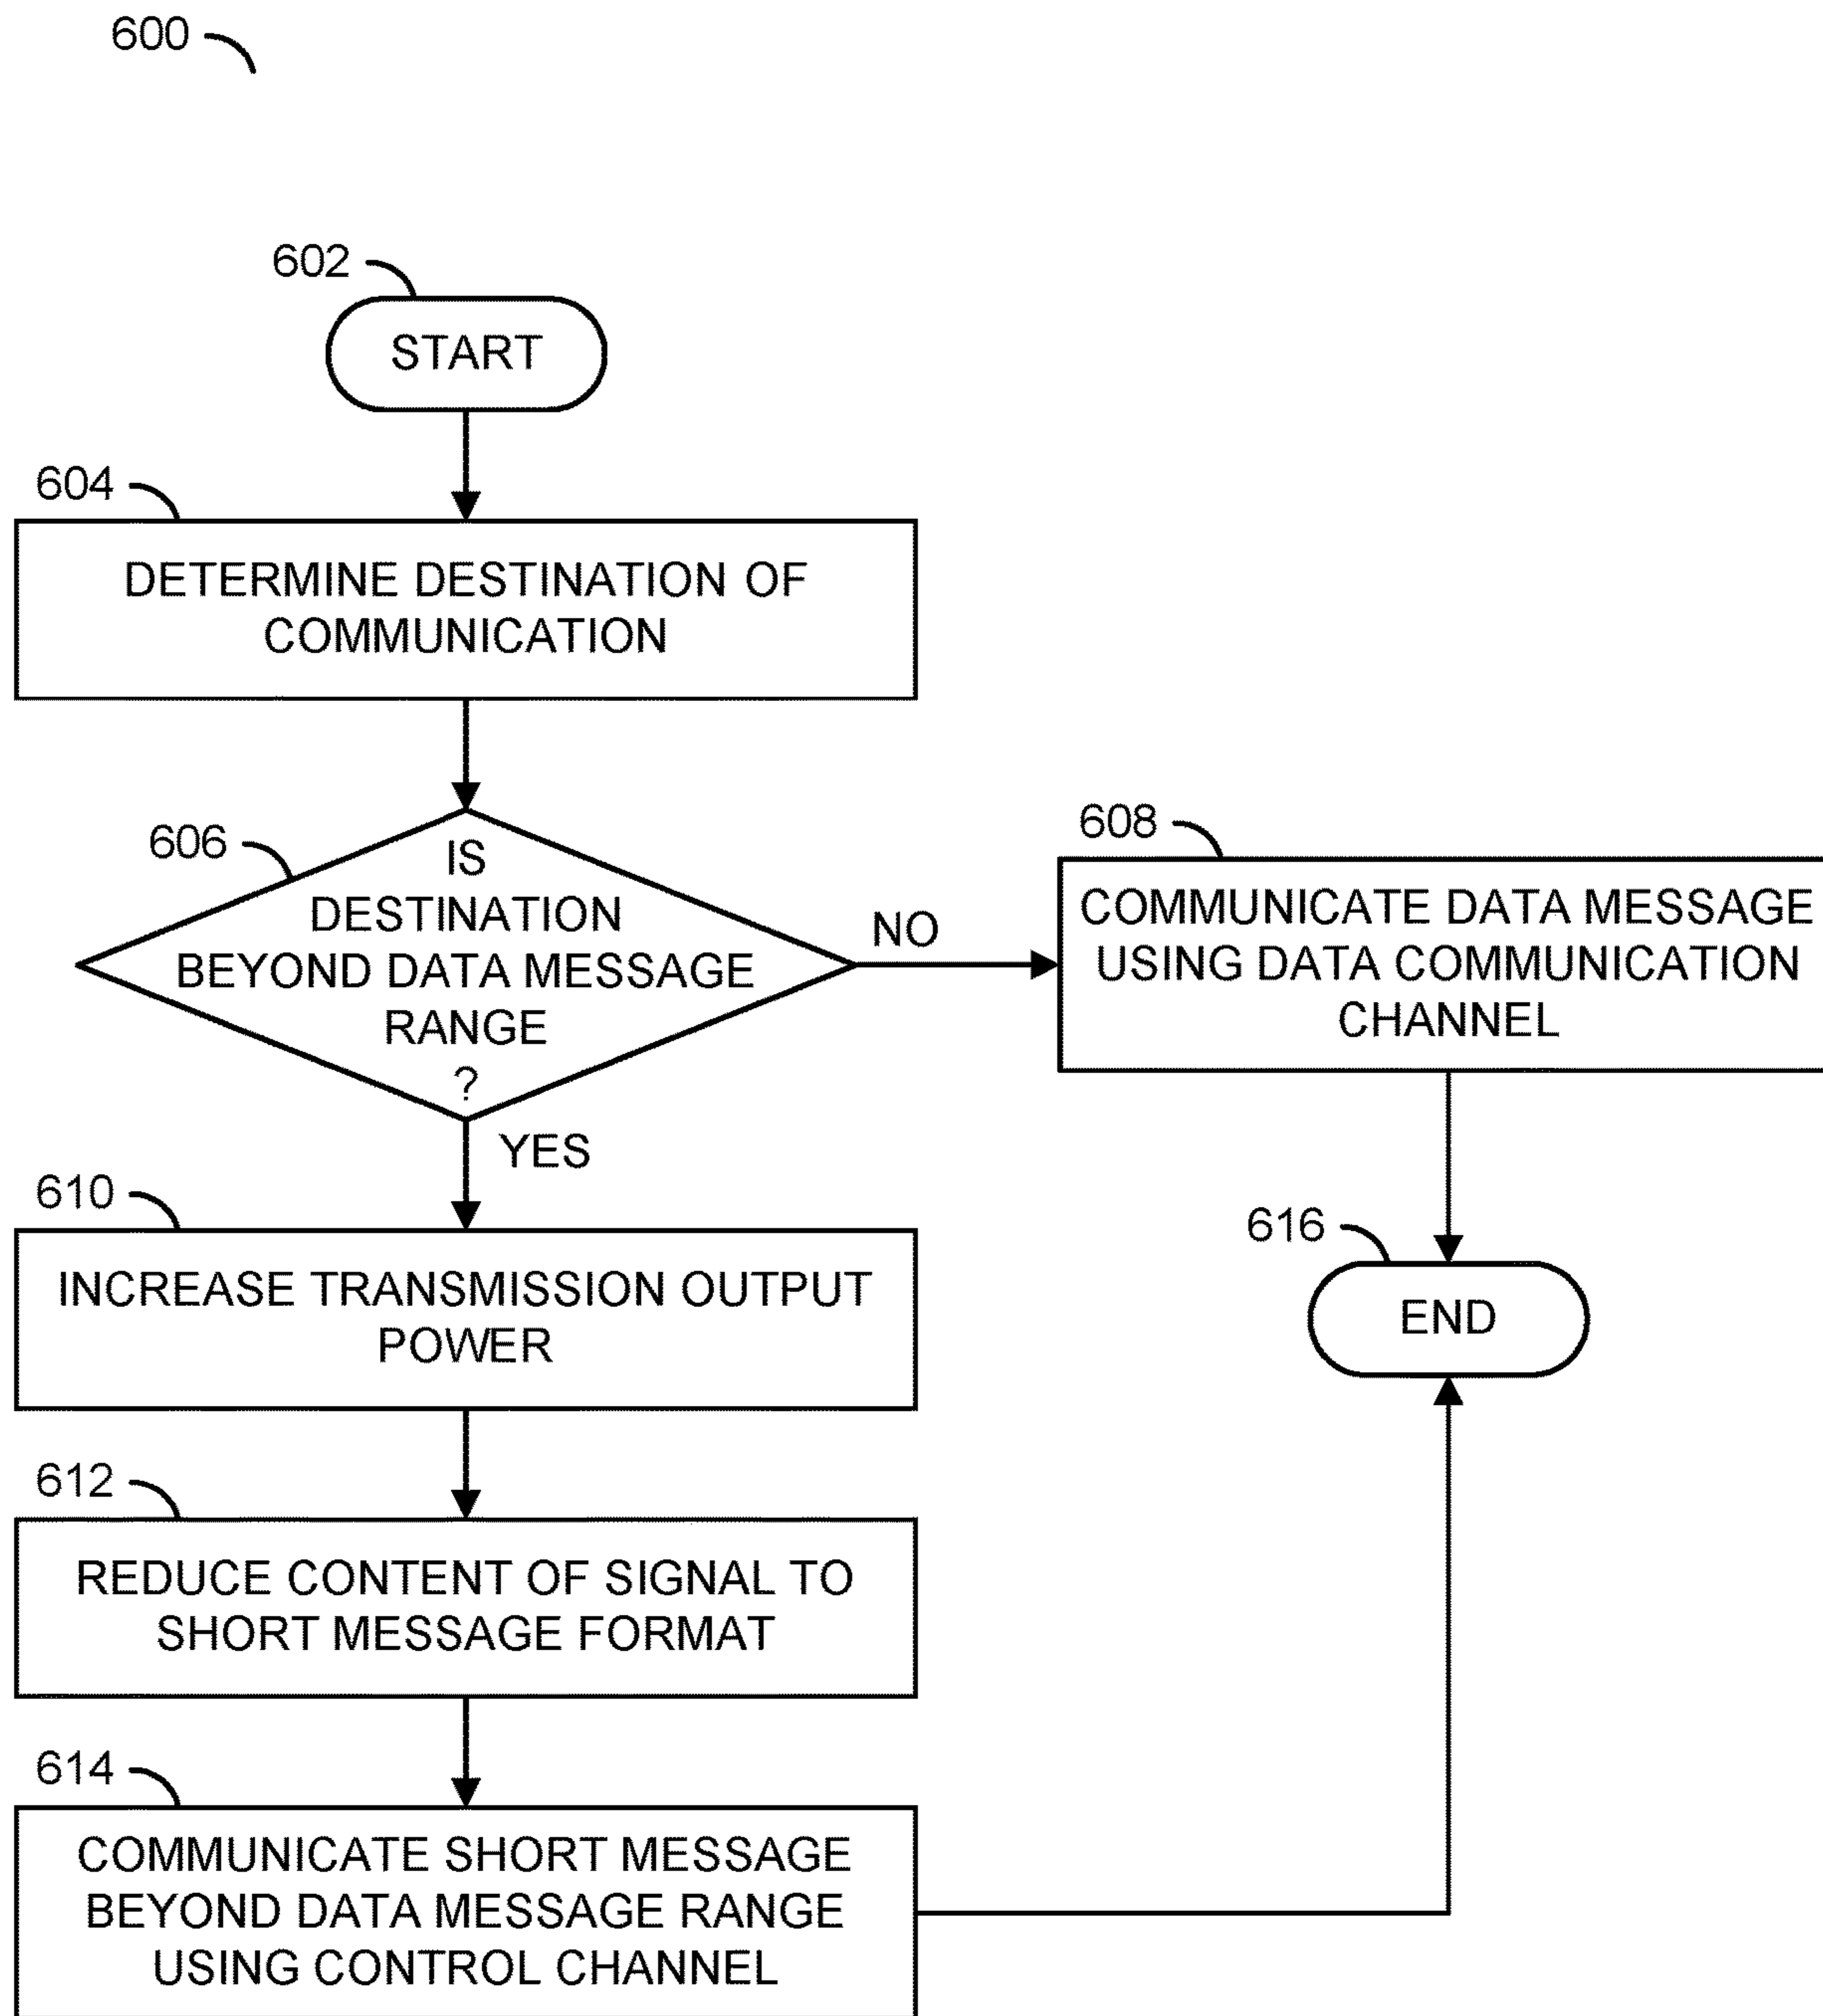 600
602
START
604
DETERMINE DESTINATION OF
COMMUNICATION
606
IS
DESTINATION
BEYOND DATA MESSAGE
RANGE
?
NO
608
COMMUNICATE DATA MESSAGE
USING DATA COMMUNICATION
CHANNEL
YES
610
INCREASE TRANSMISSION OUTPUT
POWER
616
END
612
REDUCE CONTENT OF SIGNAL TO
SHORT MESSAGE FORMAT
614
COMMUNICATE SHORT MESSAGE
BEYOND DATA MESSAGE RANGE
USING CONTROL CHANNEL